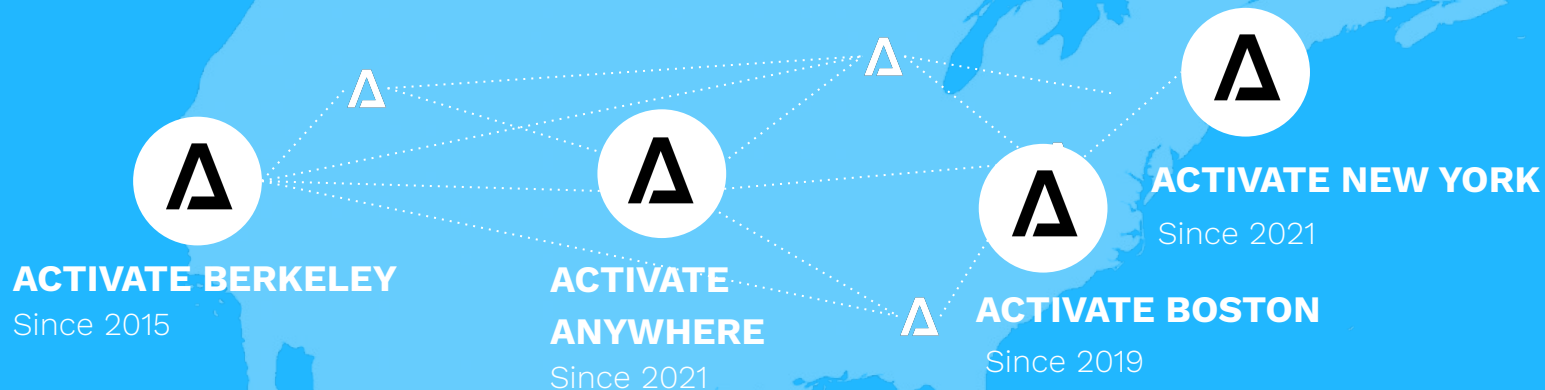 ACTIVATE BERKELEY
Since 2015
ACTIVATE
ANYWHERE
Since 2021
ACTIVATE BOSTON
Since 2019
ACTIVATE NEW YORK
Since 2021